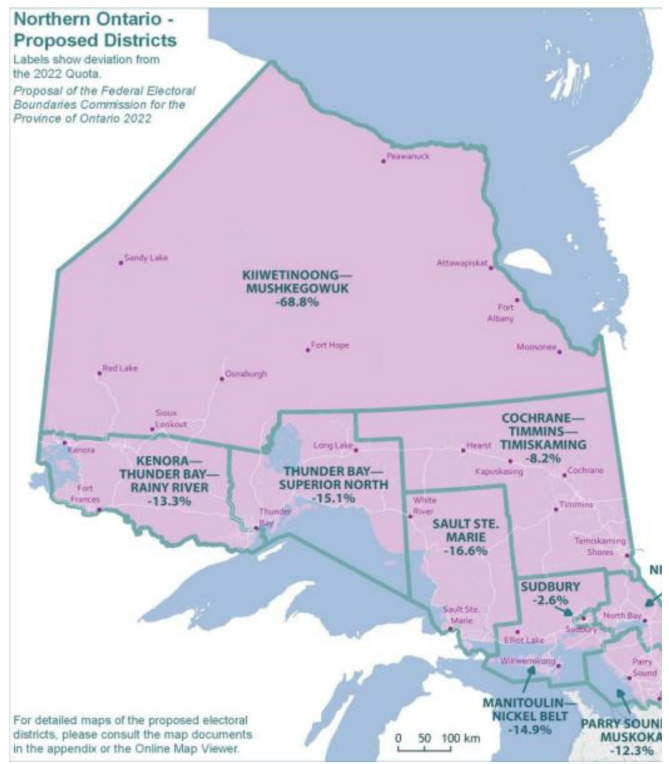 Northern Ontario -
Proposed Districts
Labels show deviation from
the 2022 Quota.
Proposal of the Federal Electoral
Boundaries Commission for the
Province of Ontario 2022
Peawanuck
Sandy Lake
Attawapiskat
KIIWETINOONG—
MUSHKEGOWUK
-68.8%
Fort
Albany
Fort Hope
Moosonee
Red Lake
Osnaburgh
Sioux
Lookout
COCHRANE—
TIMMINS—
TIMISKAMING
-8.2%
Kenora
Long Lake
Hearst
KENORA—
THUNDER BAY—
RAINY RIVER
-13.3%
THUNDER BAY—
SUPERIOR NORTH
-15.1%
Kapuskasing
Cochrane
Fort
Frances
White
River
Timmins
Thunder
Bay
SAULT STE.
MARIE
-16.6%
Temiskaming
Shores
NI
SUDBURY
-2.6%
Sault Ste.
Marie
North Bay
Sudbury
Elliot Lake
Wikwemikong
Parry
Sound
MANITOULIN—
NICKEL BELT
-14.9%
PARRY SOUN
MUSKOKA
-12.3%
For detailed maps of the proposed electoral
districts, please consult the map documents
in the appendix or the Online Map Viewer.
0 50 100 km